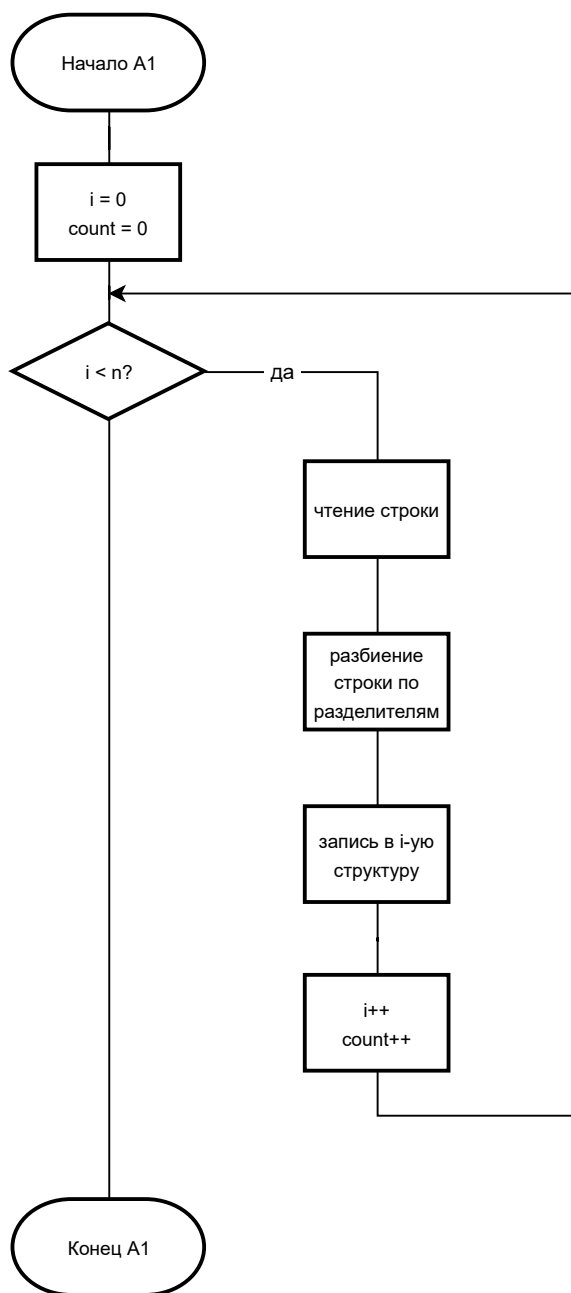 Начало А1
i = 0
count = 0
i < n?
да
чтение строки
разбиение
строки по
разделителям
запись в i-ую
структуру
i++
count++
Конец А1